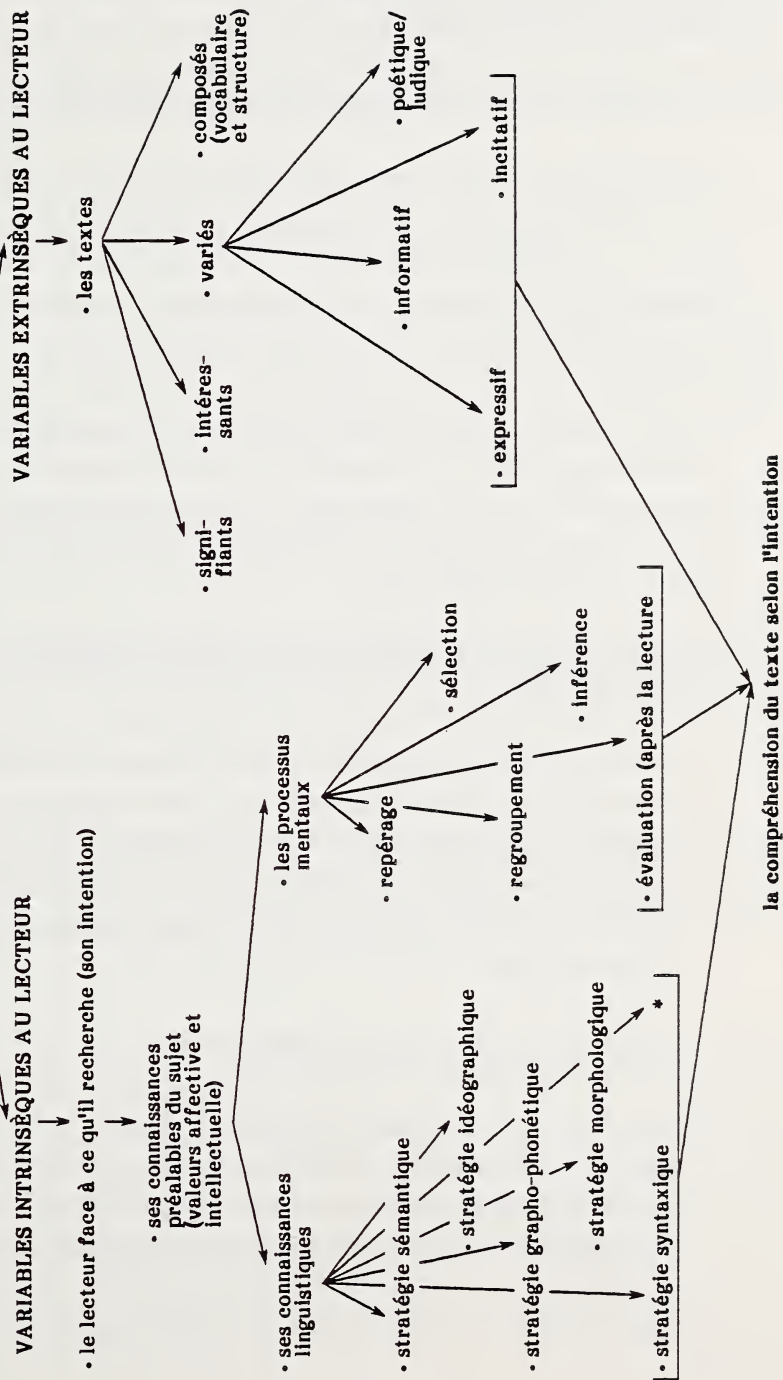 VARIABLES INTRINSÈQUES AU LECTEUR
• le lecteur face à ce qu'il recherche (son intention)
• ses connaissances
préalables du sujet
(valeurs affective et
intellectuelle)
• ses connaissances
linguistiques
• stratégie sémantique
• stratégie idéographique
• stratégie grapho-phonétique
• stratégie morphologique
• stratégie syntaxique
*
• les processus
mentaux
• repérage
• sélection
• regroupement
• inférence
• évaluation (après la lecture)
VARIABLES EXTRINSÈQUES AU LECTEUR
• les textes
• signi-
fiants
• intéres-
sants
• variés
• composés
(vocabulaire
et structure)
• expressif
• informatif
• incitatif
• poétique/
ludique
la compréhension du texte selon l'intention